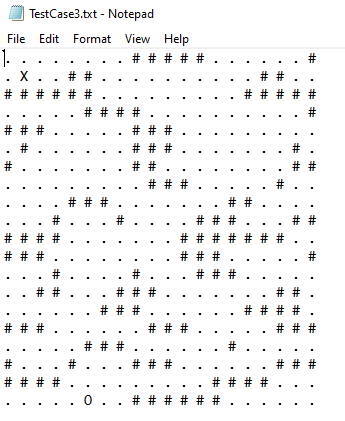 TestCase3.txt - Notepad
File Edit Format View Help
. . . . . . . . # # # # # . . . . . . #
. X . . # # . . . . . . . . . . # # . .
# # # # # # . . . . . . . . . # # # # #
. . . . . # # # # . . . . . . . . . . #
# # # . . . . . # # # . . . . . . . . .
. # . . . . . . # # # . . . . . . . # .
# . . . . . . . # # . . . . . . . . # #
. . . . . . . . . # # # . . . . . # . .
. . . . # # # . . . . . . . # # . . . .
. . . # . . . # . . . . # # # . . . # #
# # # # . . . . . . . # # # # # # # . .
# # # . . . . . . . . # # # . . . . . #
. . . # . . . . # . . . # # # . . . . .
. . # # . . . # # # . . . . . . . # # .
. . . . . . # # # . . . . . . # # # # .
# # # . . . . . . # # # . . . . . # # #
. . . . . # # # . . . . . . # . . . . .
# . . . # . . . # # # . . . . . . # # #
# # # # . . . . . . . . . # # # # . . .
. . . . . O . . # # # # # # . . . . . .